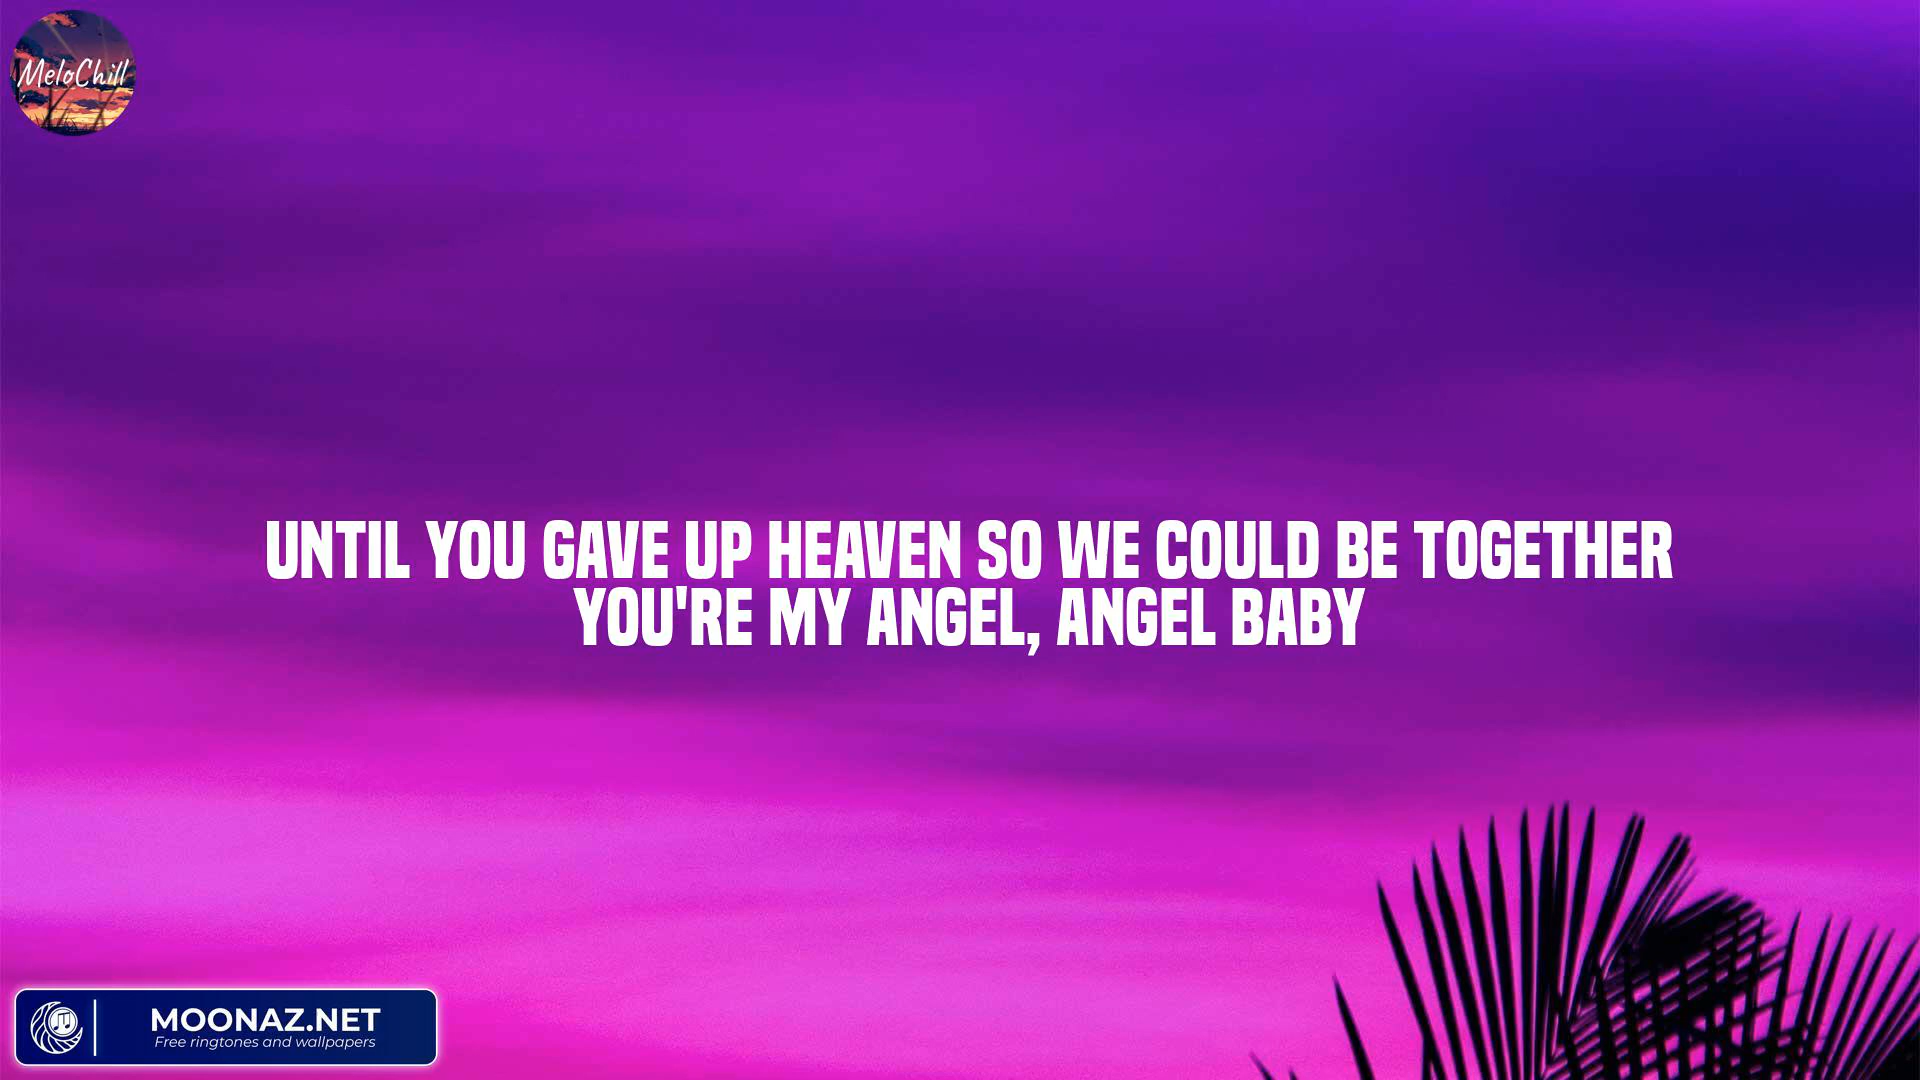 MeloChill
UNTIL YOU GAVE UP HEAVEN SO WE COULD BE TOGETHER
YOU'RE MY ANGEL, ANGEL BABY
MOONAZ.NET
Free ringtones and wallpapers